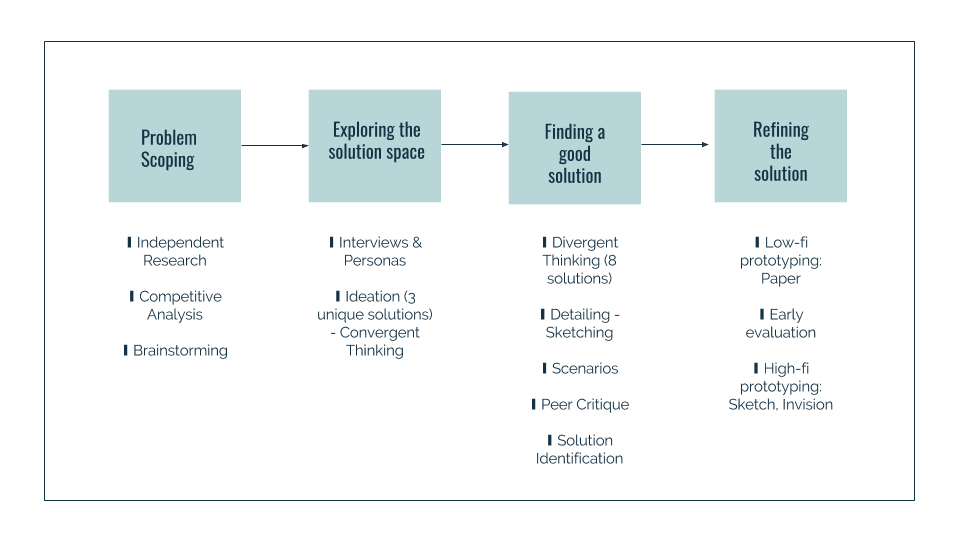 Problem
Scoping
Exploring the
solution space
Finding a
good
solution
Refining
the
solution
Independent
Research
Competitive
Analysis
Brainstorming
Interviews &
Personas
Ideation (3
unique solutions)
- Convergent
Thinking
Divergent
Thinking (8
solutions)
Detailing -
Sketching
Scenarios
Peer Critique
Solution
Identification
Low-fi
prototyping:
Paper
Early
evaluation
High-fi
prototyping:
Sketch, Invision